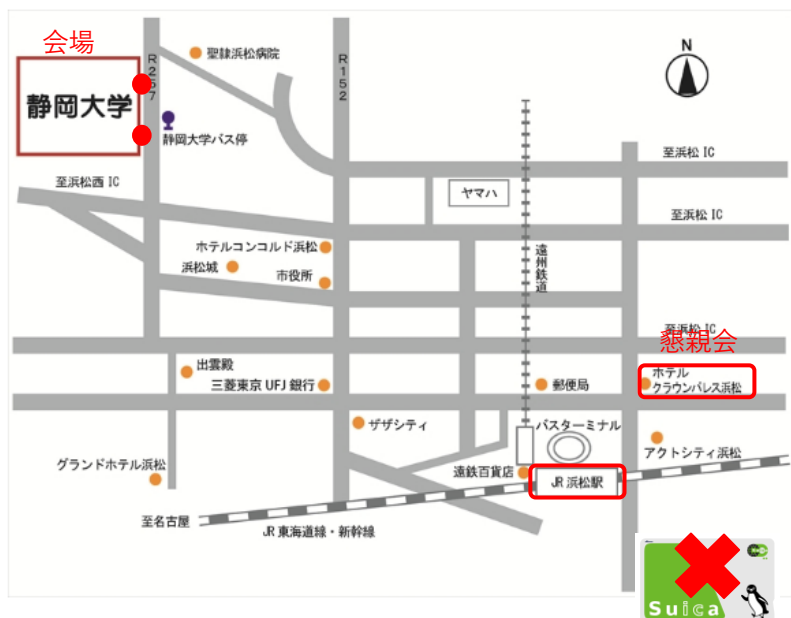 会場
静岡大学
R257
聖隷浜松病院
R152
N
静岡大学バス停
至浜松 IC
至浜松西 IC
ヤマハ
至浜松 IC
ホテルコンコルド浜松
浜松城
市役所
遠州鉄道
至浜松 IC
懇親会
出雲殿
三菱東京 UFJ 銀行
郵便局
ホテル
クラウンパレス浜松
ザザシティ
バスターミナル
アクトシティ浜松
グランドホテル浜松
遠鉄百貨店
JR 浜松駅
至名古屋
JR 東海道線・新幹線
Suica